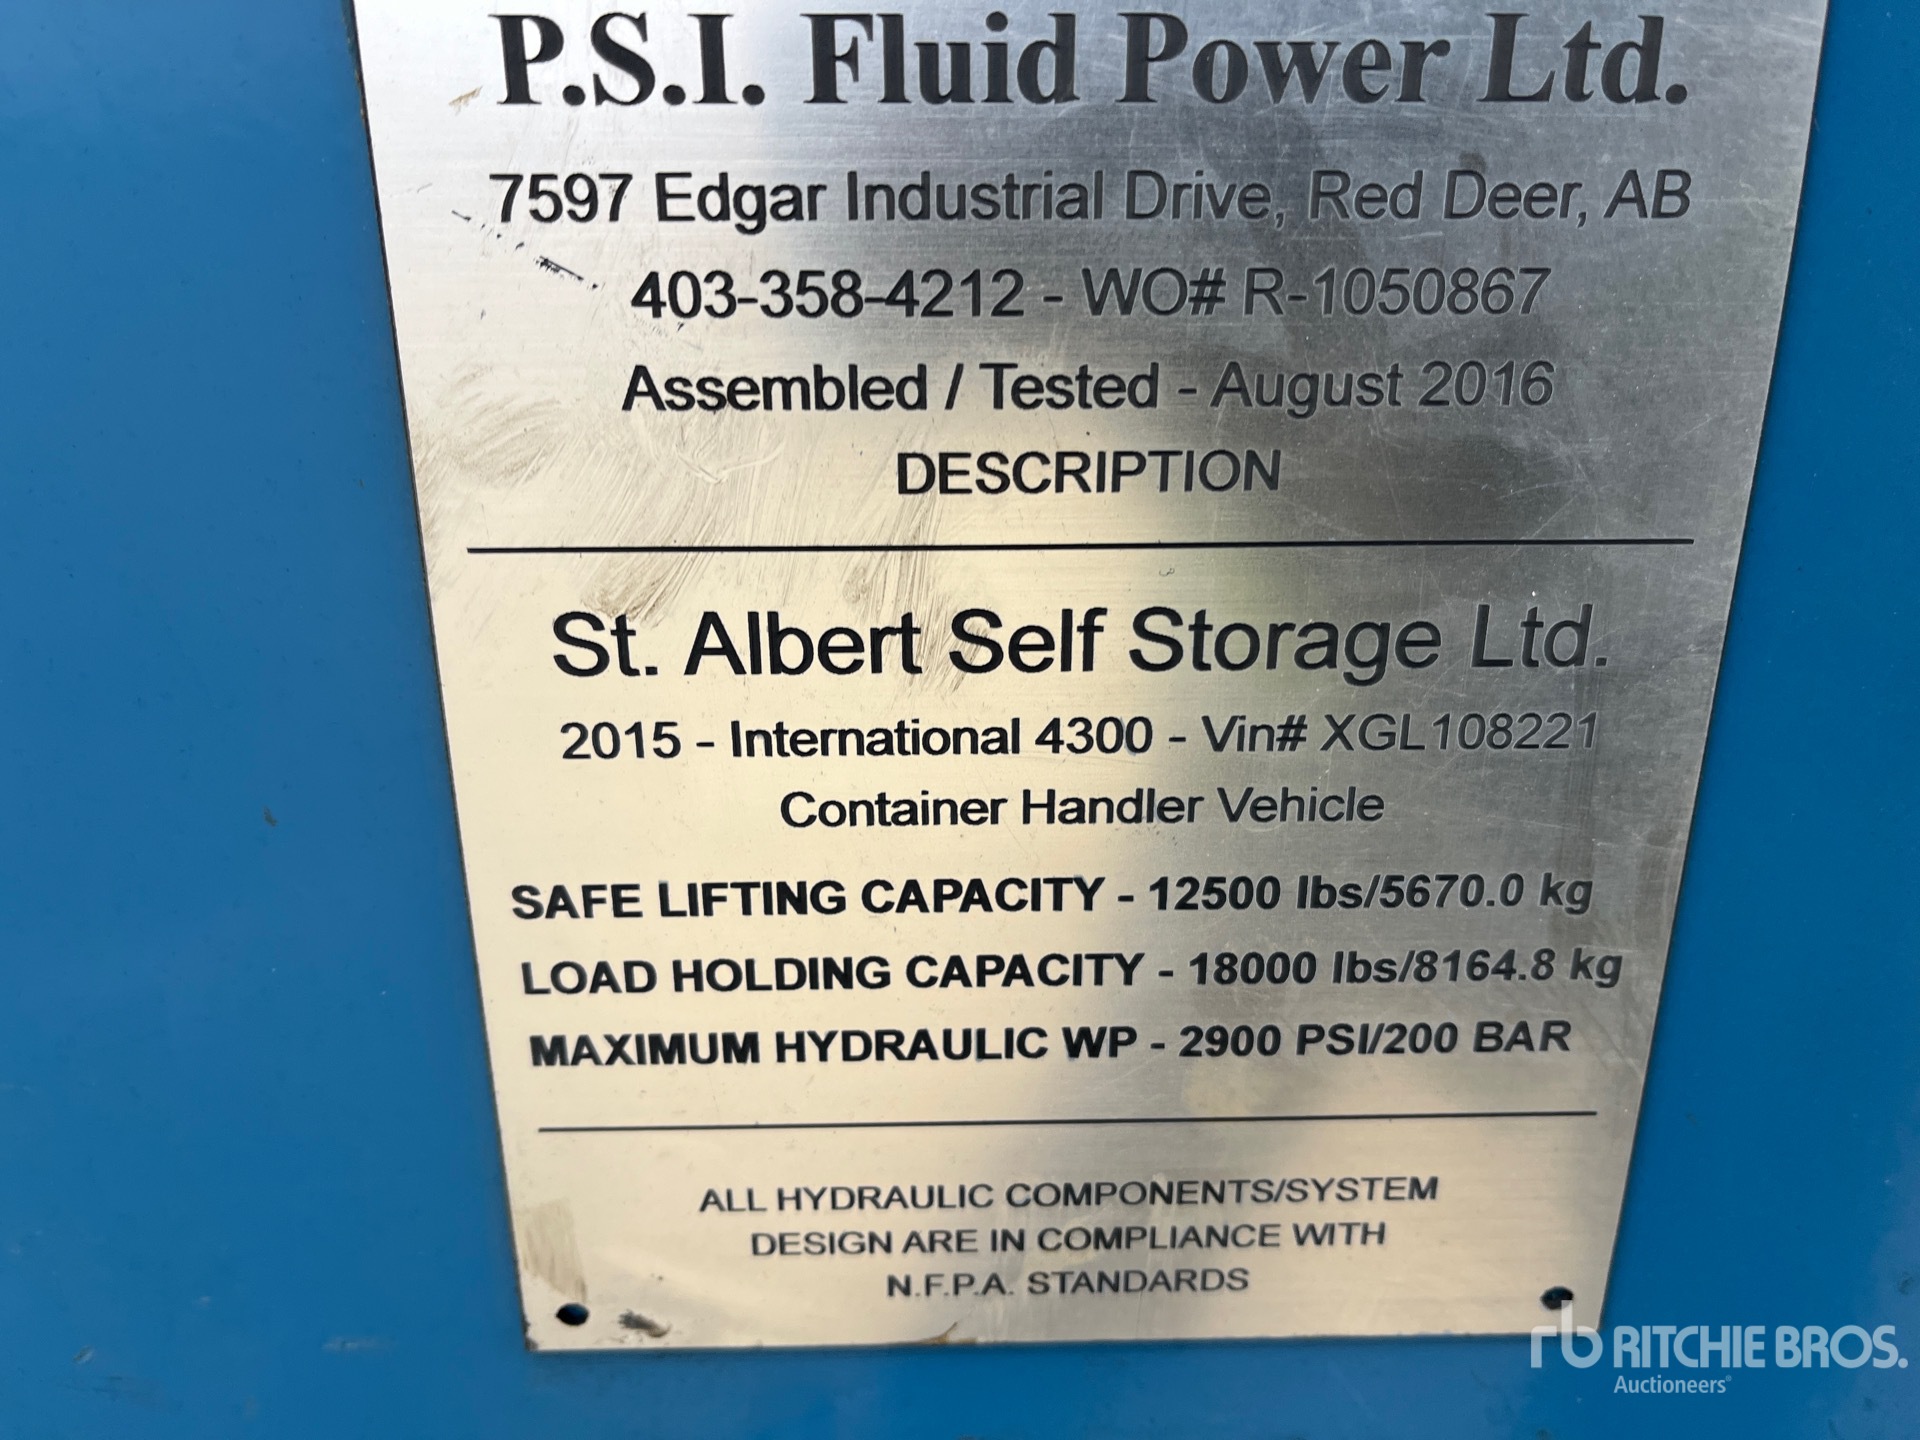 P.S.I. Fluid Power Ltd.
7597 Edgar Industrial Drive, Red Deer, AB
403-358-4212 - WO# R-1050867
Assembled / Tested - August 2016
DESCRIPTION
St. Albert Self Storage Ltd.
2015 - International 4300 - Vin# XGL108221
Container Handler Vehicle
SAFE LIFTING CAPACITY - 12500 lbs/5670.0 kg
LOAD HOLDING CAPACITY - 18000 lbs/8164.8 kg
MAXIMUM HYDRAULIC WP - 2900 PSI/200 BAR
ALL HYDRAULIC COMPONENTS/SYSTEM
DESIGN ARE IN COMPLIANCE WITH
N.F.P.A. STANDARDS
rb RITCHIE BROS.
Auctioneers